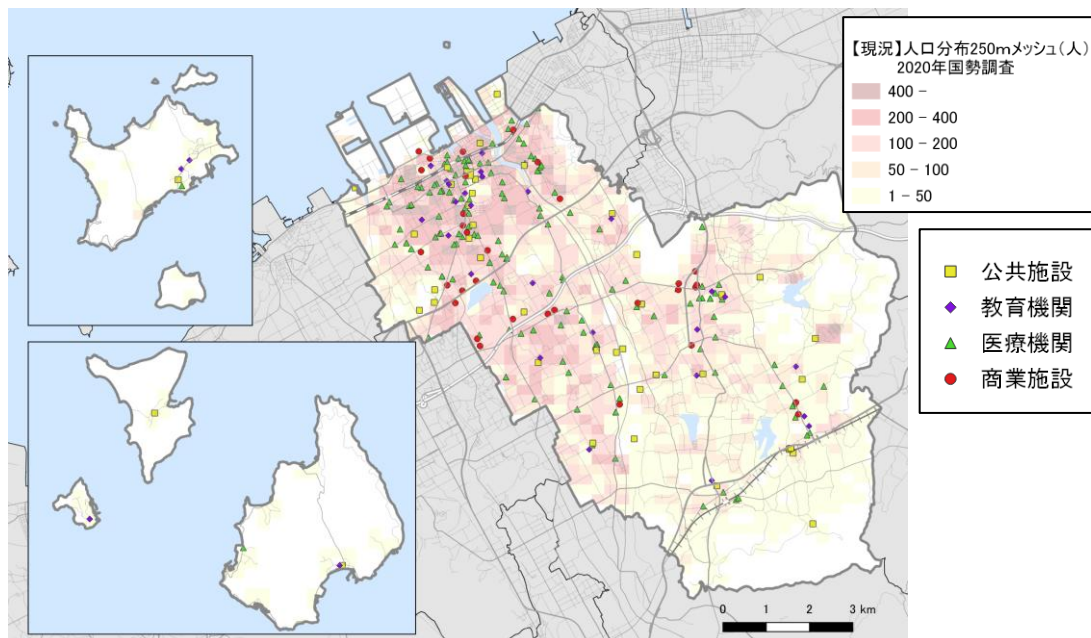 【現況】人口分布250mメッシュ(人)
2020年国勢調査
400 -
200 - 400
100 - 200
50 - 100
1 - 50
公共施設
教育機関
医療機関
商業施設
0 1 2 3 km